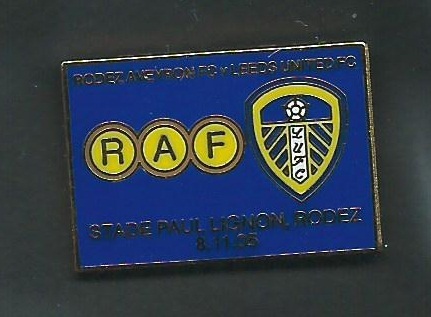 RODEZ AVEYRON FC v LEEDS UNITED FC
RAF
LUFC
STADE PAUL LIGNON, RODEZ
8.11.05